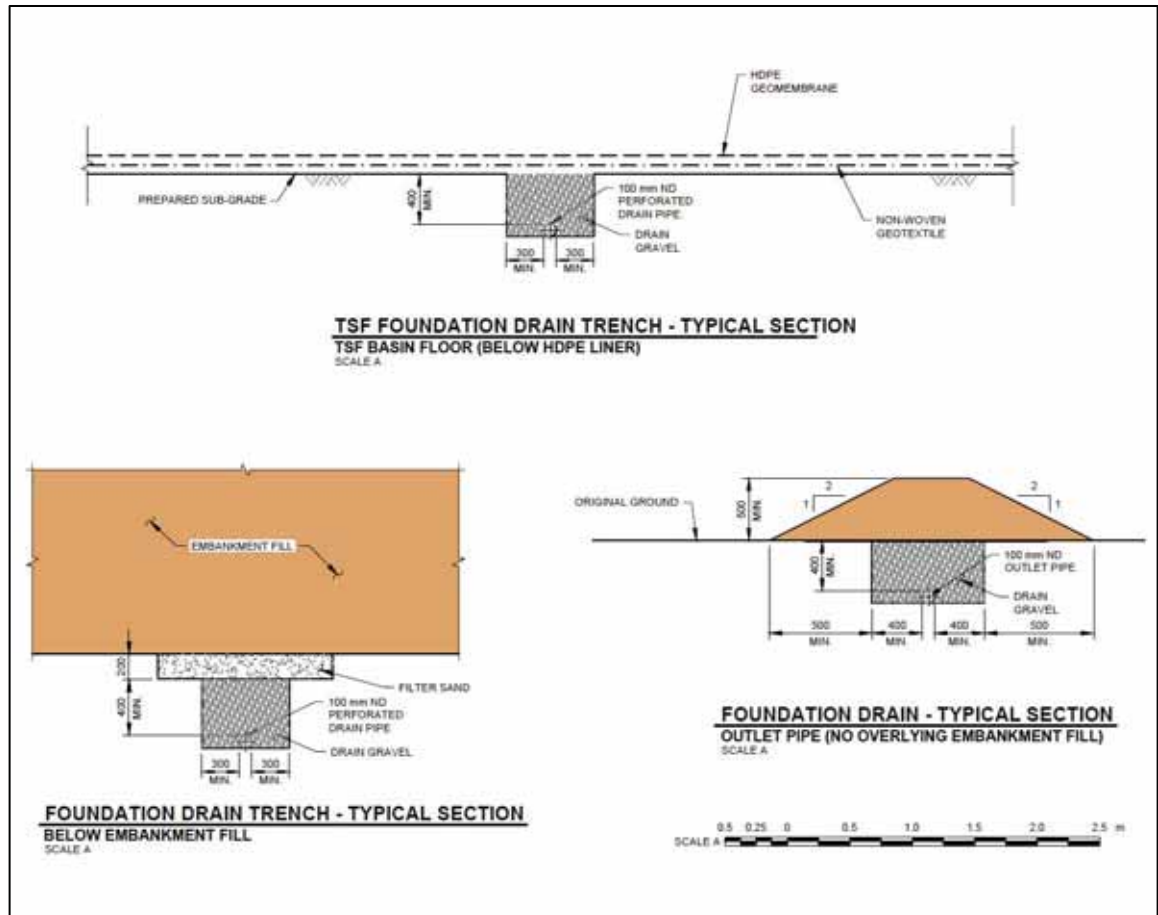 HDPE
GEOMEMBRANE
PREPARED SUB-GRADE
400
MIN.
100 mm ND
PERFORATED
DRAIN PIPE
DRAIN
GRAVEL
NON-WOVEN
GEOTEXTILE
300
MIN.
300
MIN.
TSF FOUNDATION DRAIN TRENCH - TYPICAL SECTION
TSF BASIN FLOOR (BELOW HDPE LINER)
SCALE A
EMBANKMENT FILL
200
400
MIN.
FILTER SAND
100 mm ND
PERFORATED
DRAIN PIPE
DRAIN GRAVEL
300
MIN.
300
MIN.
FOUNDATION DRAIN TRENCH - TYPICAL SECTION
BELOW EMBANKMENT FILL
SCALE A
ORIGINAL GROUND
500
MIN.
2
1
2
1
400
MIN.
100 mm ND
OUTLET PIPE
DRAIN
GRAVEL
500
MIN.
400
MIN.
400
MIN.
500
MIN.
FOUNDATION DRAIN - TYPICAL SECTION
OUTLET PIPE (NO OVERLYING EMBANKMENT FILL)
SCALE A
SCALE A 0.5 0.25 0 0.5 1.0 1.5 2.0 2.5 m